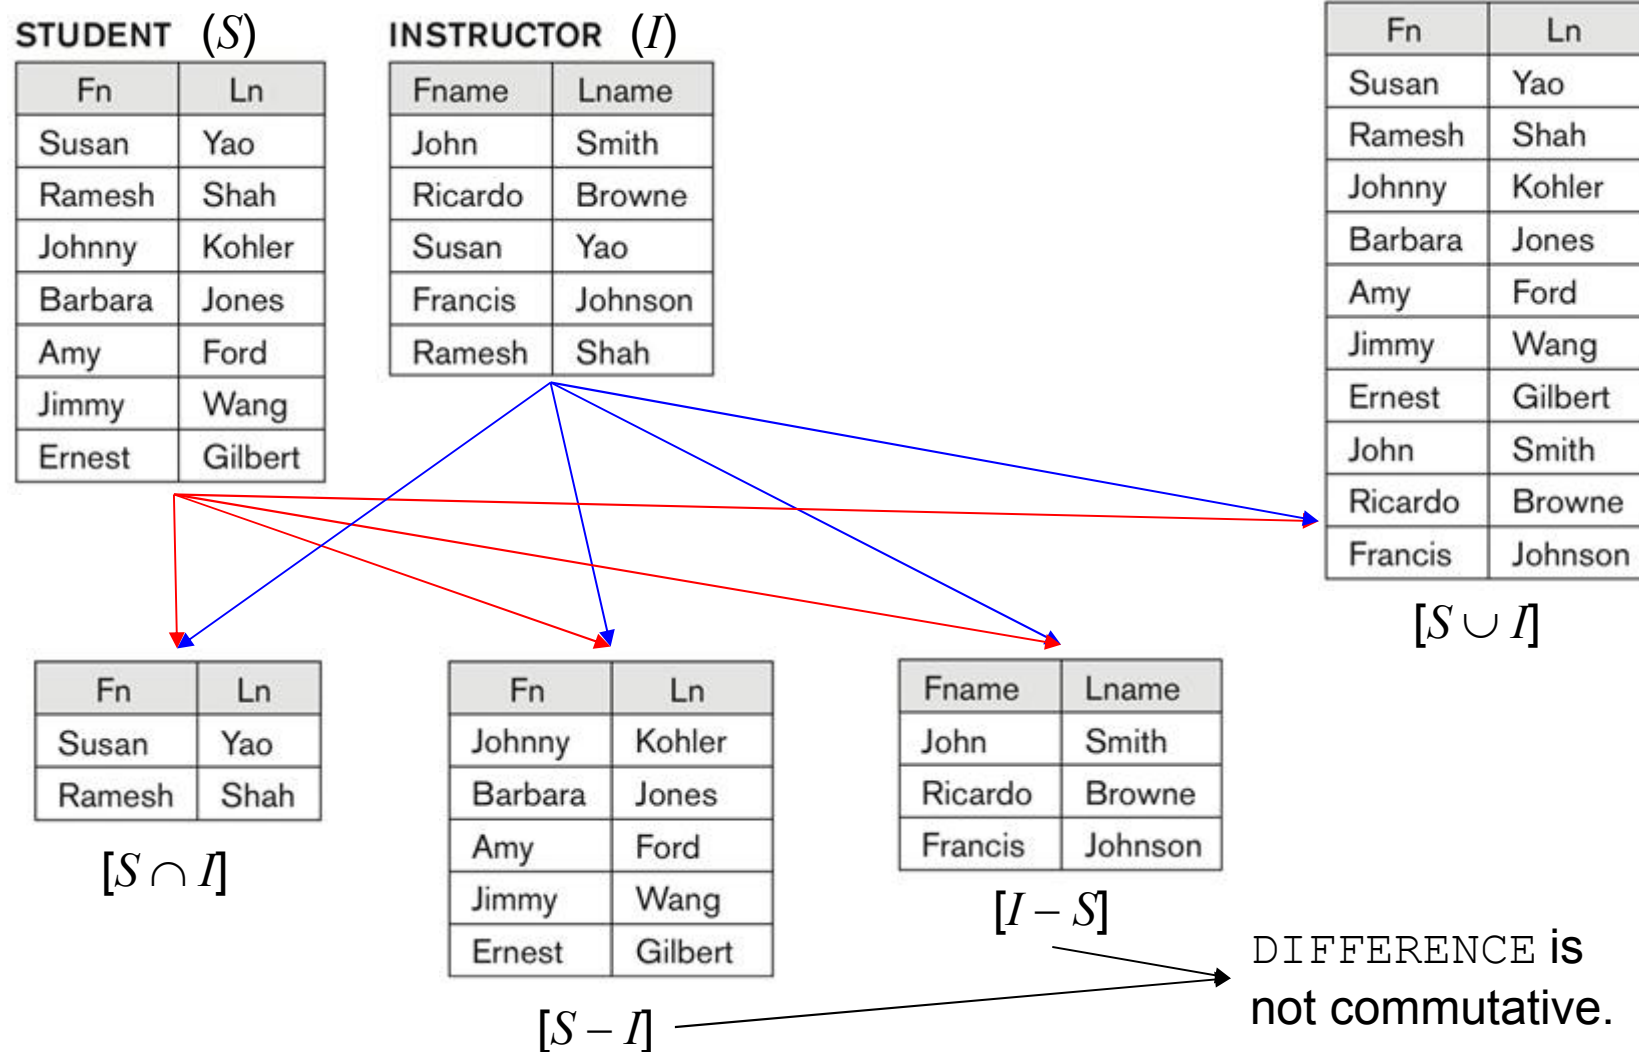 STUDENT (S)
Fn Ln
Susan Yao
Ramesh Shah
Johnny Kohler
Barbara Jones
Amy Ford
Jimmy Wang
Ernest Gilbert
INSTRUCTOR (I)
Fname Lname
John Smith
Ricardo Browne
Susan Yao
Francis Johnson
Ramesh Shah
Fn Ln
Susan Yao
Ramesh Shah
Johnny Kohler
Barbara Jones
Amy Ford
Jimmy Wang
Ernest Gilbert
John Smith
Ricardo Browne
Francis Johnson
[S ∪ I]
Fn Ln
Susan Yao
Ramesh Shah
[S ∩ I]
Fn Ln
Johnny Kohler
Barbara Jones
Amy Ford
Jimmy Wang
Ernest Gilbert
[S – I]
Fname Lname
John Smith
Ricardo Browne
Francis Johnson
[I – S]
DIFFERENCE is
not commutative.